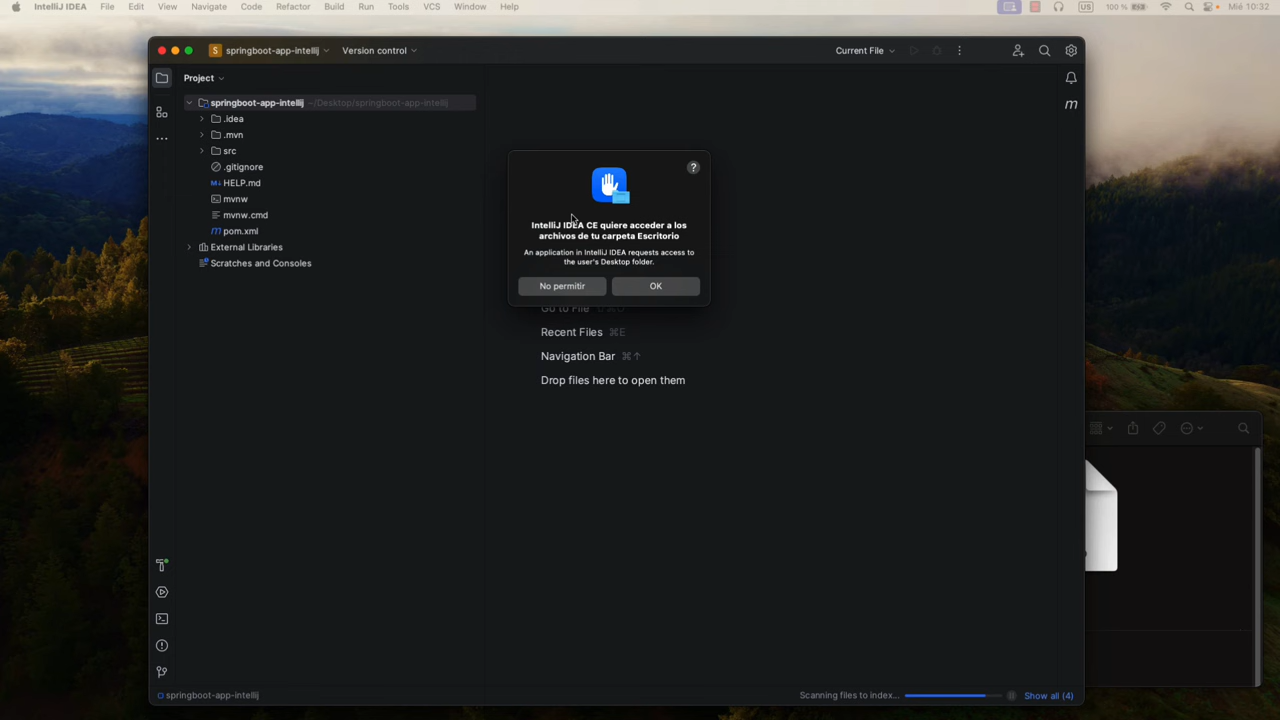 IntelliJ IDEA File Edit View Navigate Code Refactor Build Run Tools VCS Window Help US 100 % Mié 10:32
S springboot-app-intellij Version control Current File
Project
springboot-app-intellij ~/Desktop/springboot-app-intellij
.idea
.mvn
src
.gitignore
M↓ HELP.md
mvnw
mvnw.cmd
m pom.xml
External Libraries
Scratches and Consoles
m
?
IntelliJ IDEA CE quiere acceder a los
archivos de tu carpeta Escritorio
An application in IntelliJ IDEA requests access to
the user's Desktop folder.
No permitir OK
Go to File ⇧⌘O
Recent Files ⌘E
Navigation Bar ⌘↑
Drop files here to open them
springboot-app-intellij Scanning files to index... Show all (4)